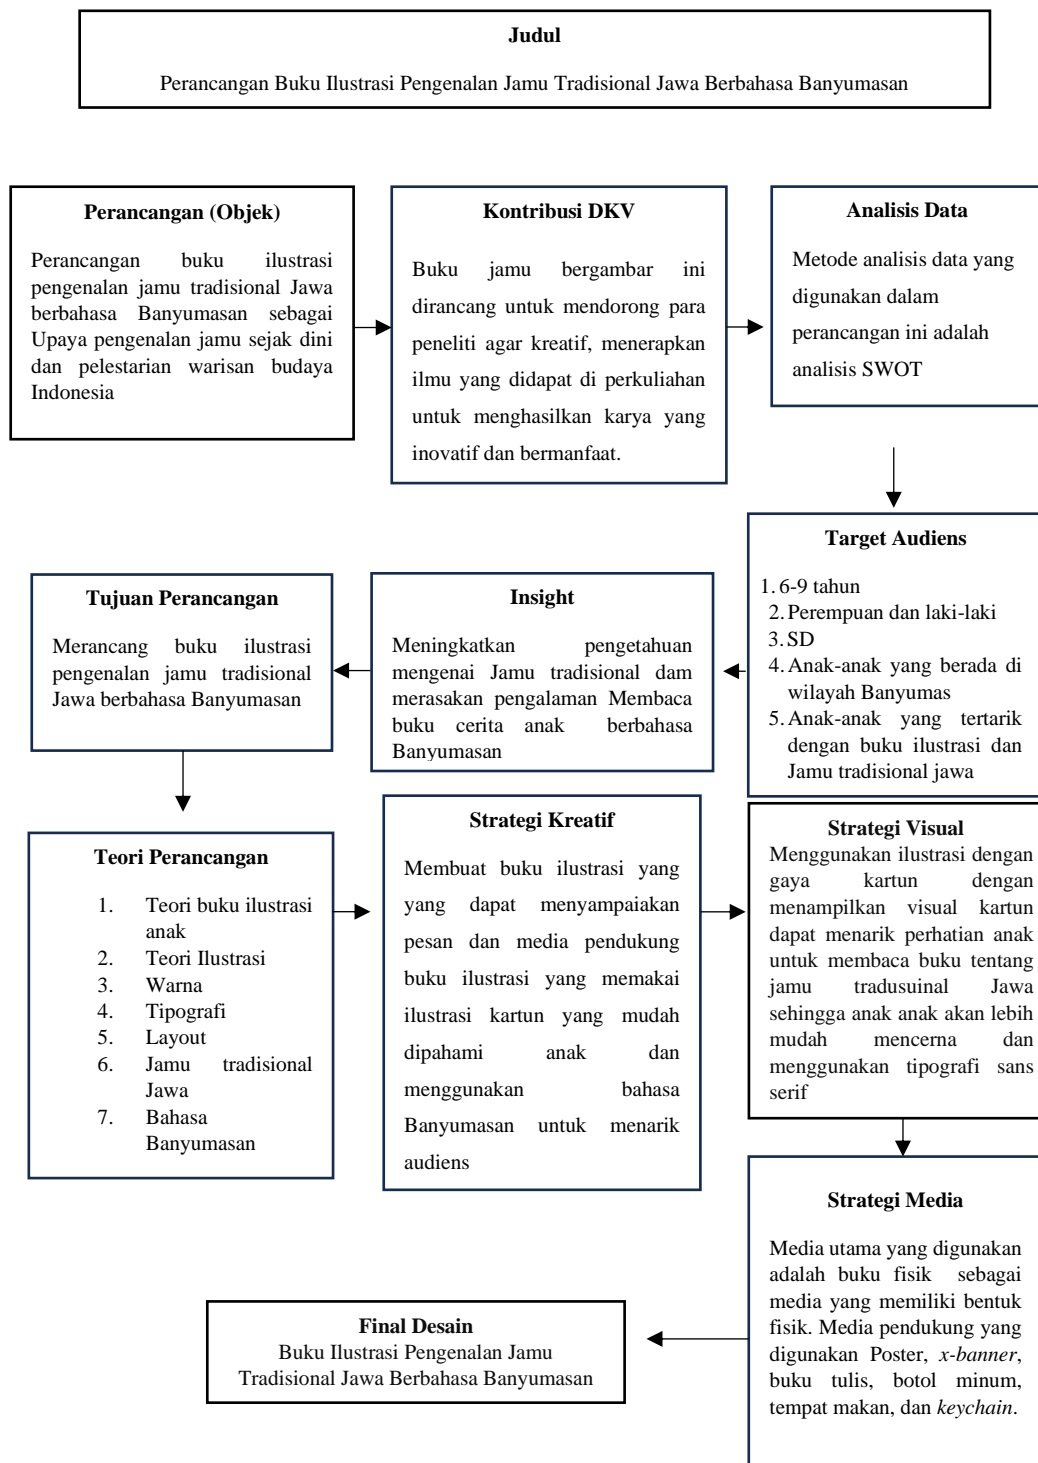 Judul
Perancangan Buku Ilustrasi Pengenalan Jamu Tradisional Jawa Berbahasa Banyumasan
Perancangan (Objek)
Perancangan buku ilustrasi
pengenalan jamu tradisional Jawa
berbahasa Banyumasan sebagai
Upaya pengenalan jamu sejak dini
dan pelestarian warisan budaya
Indonesia
Kontribusi DKV
Buku jamu bergambar ini
dirancang untuk mendorong para
peneliti agar kreatif, menerapkan
ilmu yang didapat di perkuliahan
untuk menghasilkan karya yang
inovatif dan bermanfaat.
Analisis Data
Metode analisis data yang
digunakan dalam
perancangan ini adalah
analisis SWOT
Target Audiens
1. 6-9 tahun
2. Perempuan dan laki-laki
3. SD
4. Anak-anak yang berada di
wilayah Banyumas
5. Anak-anak yang tertarik
dengan buku ilustrasi dan
Jamu tradisional jawa
Insight
Meningkatkan pengetahuan
mengenai Jamu tradisional dam
merasakan pengalaman Membaca
buku cerita anak berbahasa
Banyumasan
Tujuan Perancangan
Merancang buku ilustrasi
pengenalan jamu tradisional
Jawa berbahasa Banyumasan
Teori Perancangan
1. Teori buku ilustrasi
anak
2. Teori Ilustrasi
3. Warna
4. Tipografi
5. Layout
6. Jamu tradisional
Jawa
7. Bahasa
Banyumasan
Strategi Kreatif
Membuat buku ilustrasi yang
yang dapat menyampaiakan
pesan dan media pendukung
buku ilustrasi yang memakai
ilustrasi kartun yang mudah
dipahami anak dan
menggunakan bahasa
Banyumasan untuk menarik
audiens
Strategi Visual
Menggunakan ilustrasi dengan
gaya kartun dengan
menampilkan visual kartun
dapat menarik perhatian anak
untuk membaca buku tentang
jamu tradusuinal Jawa
sehingga anak anak akan lebih
mudah mencerna dan
menggunakan tipografi sans
serif
Strategi Media
Media utama yang digunakan
adalah buku fisik sebagai
media yang memiliki bentuk
fisik. Media pendukung yang
digunakan Poster, x-banner,
buku tulis, botol minum,
tempat makan, dan keychain.
Final Desain
Buku Ilustrasi Pengenalan Jamu
Tradisional Jawa Berbahasa Banyumasan